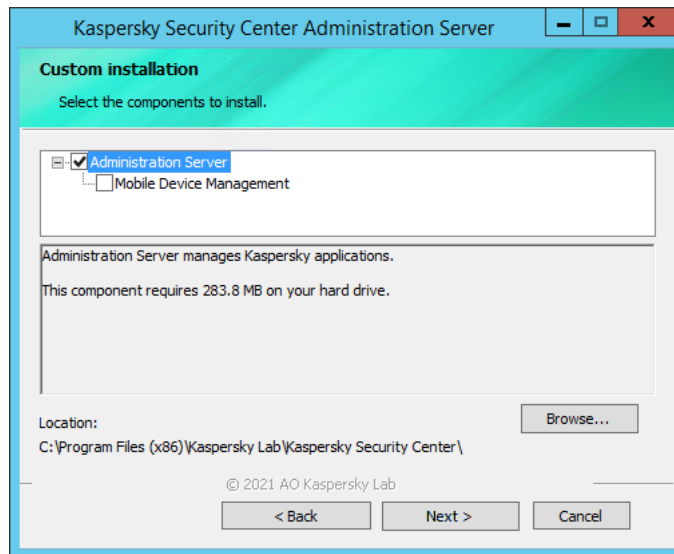 Kaspersky Security Center Administration Server
Custom installation
Select the components to install.
Administration Server
Mobile Device Management
Administration Server manages Kaspersky applications.
This component requires 283.8 MB on your hard drive.
Browse...
Location:
C:\Program Files (x86)\Kaspersky Lab\Kaspersky Security Center\
© 2021 AO Kaspersky Lab
< Back
Next >
Cancel